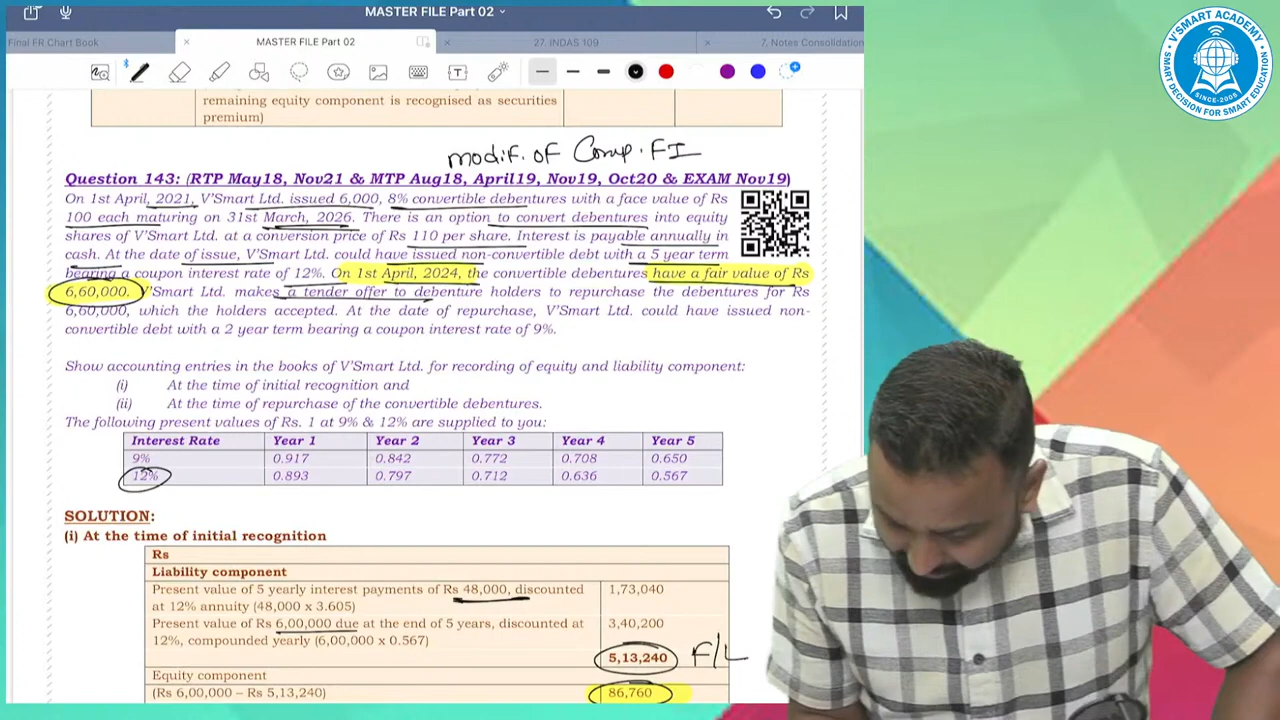 MASTER FILE Part 02
Final FR Chart Book
MASTER FILE Part 02
27. INDAS 109
7. Notes Consolidation
V'SMART ACADEMY
SMART DECISION FOR SMART EDUCATION
SINCE-2008
remaining equity component is recognised as securities
premium)
modif. of Comp. FI
Question 143: (RTP May18, Nov21 & MTP Aug18, April19, Nov19, Oct20 & EXAM Nov19)
On 1st April, 2021, V'Smart Ltd. issued 6,000, 8% convertible debentures with a face value of Rs
100 each maturing on 31st March, 2026. There is an option to convert debentures into equity
shares of V'Smart Ltd. at a conversion price of Rs 110 per share. Interest is payable annually in
cash. At the date of issue, V'Smart Ltd. could have issued non-convertible debt with a 5 year term
bearing a coupon interest rate of 12%. On 1st April, 2024, the convertible debentures have a fair value of Rs
6,60,000. V'Smart Ltd. makes a tender offer to debenture holders to repurchase the debentures for Rs
6,60,000, which the holders accepted. At the date of repurchase, V'Smart Ltd. could have issued non-
convertible debt with a 2 year term bearing a coupon interest rate of 9%.
Show accounting entries in the books of V'Smart Ltd. for recording of equity and liability component:
(i) At the time of initial recognition and
(ii) At the time of repurchase of the convertible debentures.
The following present values of Rs. 1 at 9% & 12% are supplied to you:
Interest Rate Year 1 Year 2 Year 3 Year 4 Year 5
9% 0.917 0.842 0.772 0.708 0.650
12% 0.893 0.797 0.712 0.636 0.567
SOLUTION:
(i) At the time of initial recognition
Rs
Liability component
Present value of 5 yearly interest payments of Rs 48,000, discounted
at 12% annuity (48,000 x 3.605) 1,73,040
Present value of Rs 6,00,000 due at the end of 5 years, discounted at
12%, compounded yearly (6,00,000 x 0.567) 3,40,200
5,13,240 F/L
Equity component
(Rs 6,00,000 – Rs 5,13,240) 86,760